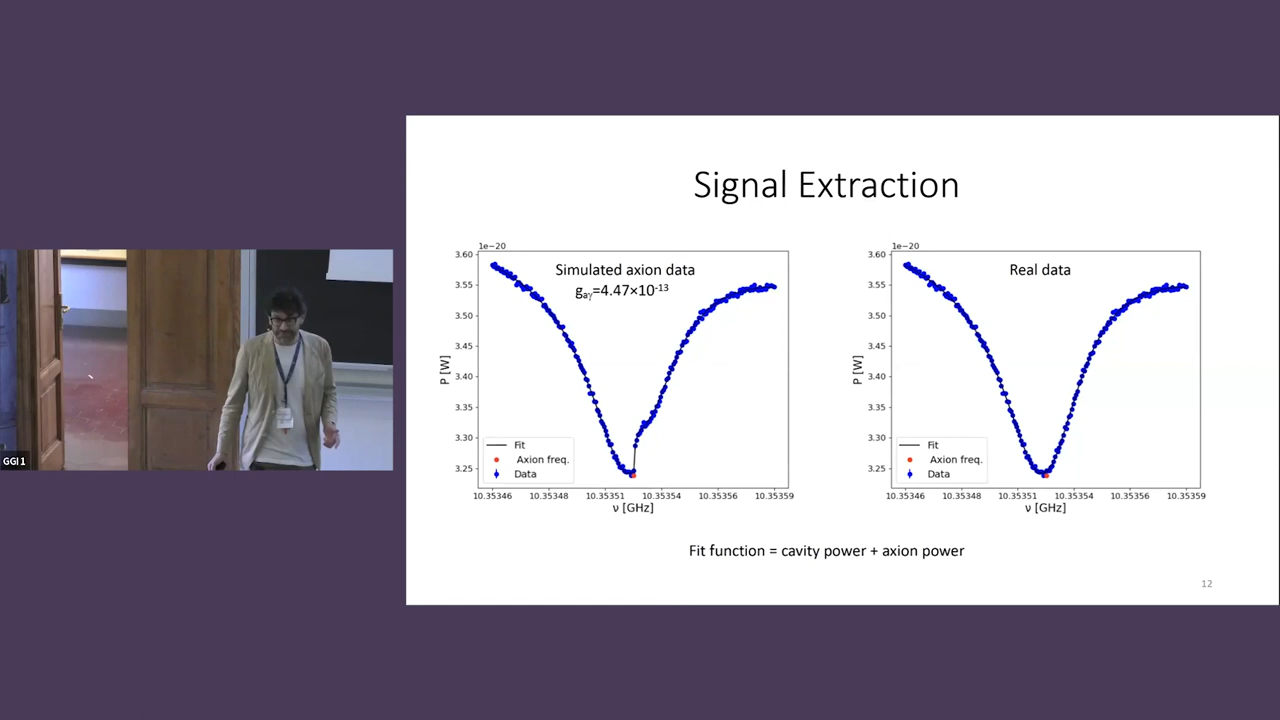 Signal Extraction
1e−20
Simulated axion data
gaγ=4.47×10-13
3.60
3.55
3.50
3.45
3.40
3.35
3.30
3.25
P [W]
Fit
Axion freq.
Data
10.35346 10.35348 10.35351 10.35354 10.35356 10.35359
ν [GHz]
1e−20
Real data
3.60
3.55
3.50
3.45
3.40
3.35
3.30
3.25
P [W]
Fit
Axion freq.
Data
10.35346 10.35348 10.35351 10.35354 10.35356 10.35359
ν [GHz]
Fit function = cavity power + axion power
12
GGI 1